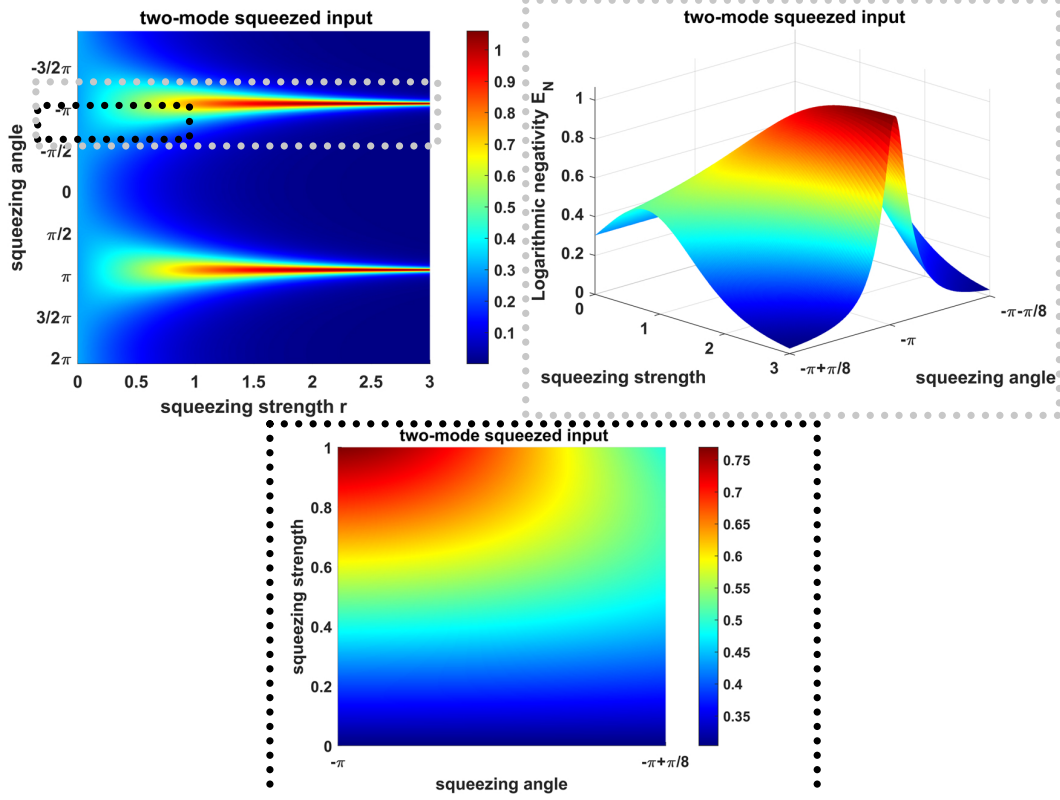 two-mode squeezed input
squeezing angle
-3/2π
-π
-π/2
0
π/2
π
3/2π
2π
0
0.5
1
1.5
2
2.5
3
squeezing strength r
1
0.9
0.8
0.7
0.6
0.5
0.4
0.3
0.2
0.1
two-mode squeezed input
Logarithmic negativity E_N
1
0.8
0.6
0.4
0.2
0
0
1
2
3
squeezing strength
-π+π/8
-π
-π-π/8
squeezing angle
two-mode squeezed input
squeezing strength
1
0.8
0.6
0.4
0.2
0
-π
-π+π/8
squeezing angle
0.75
0.7
0.65
0.6
0.55
0.5
0.45
0.4
0.35